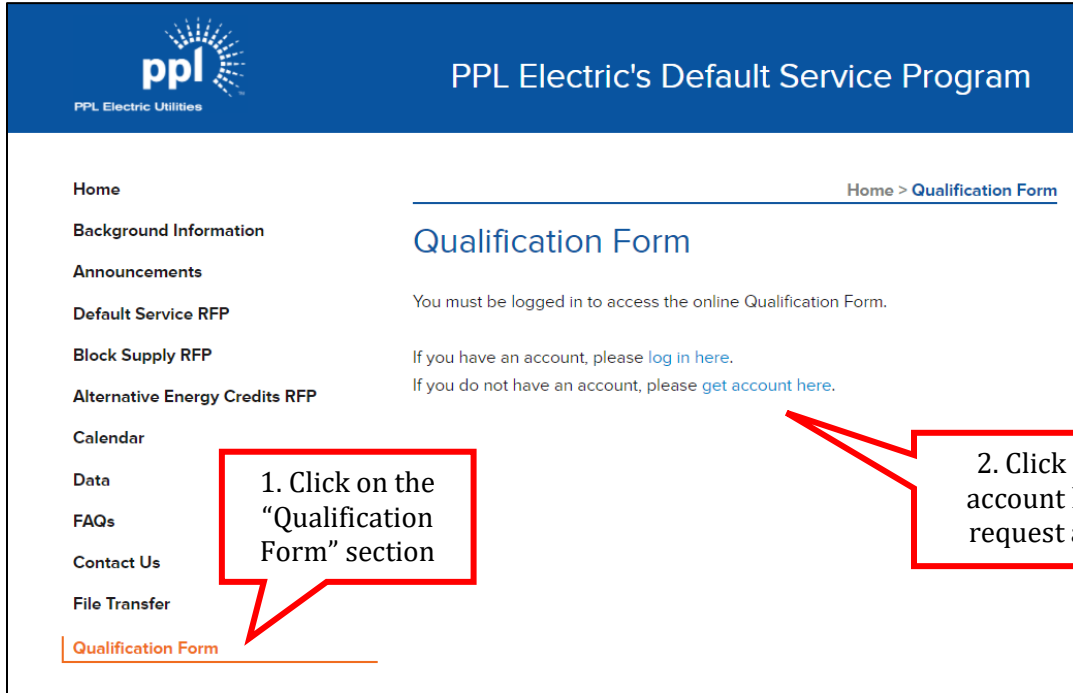 ppl
PPL Electric Utilities
PPL Electric's Default Service Program
Home
Background Information
Announcements
Default Service RFP
Block Supply RFP
Alternative Energy Credits RFP
Calendar
Data
FAQs
Contact Us
File Transfer
Qualification Form
Home > Qualification Form
Qualification Form
You must be logged in to access the online Qualification Form.
If you have an account, please log in here.
If you do not have an account, please get account here.
1. Click on the
“Qualification
Form” section
2. Click
account
request